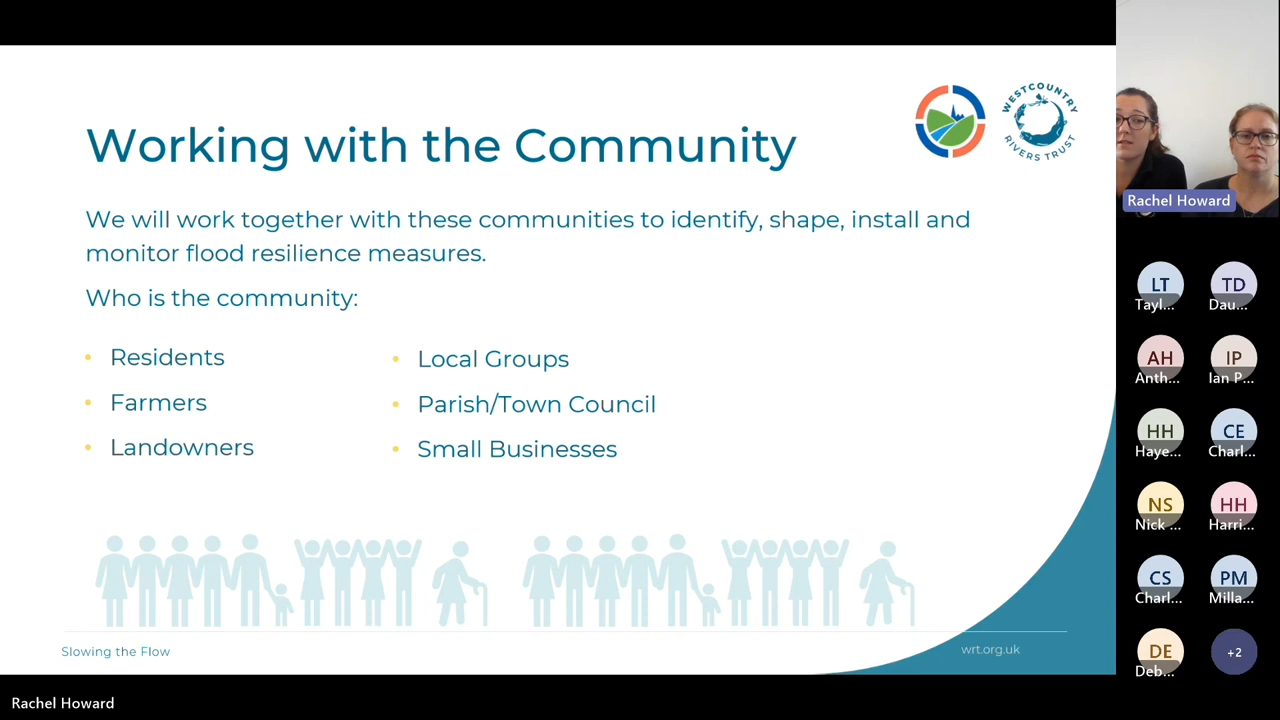 Working with the Community
WESTCOUNTRY
RIVERS TRUST
We will work together with these communities to identify, shape, install and
monitor flood resilience measures.
Who is the community:
Residents
Farmers
Landowners
Local Groups
Parish/Town Council
Small Businesses
Slowing the Flow
wrt.org.uk
Rachel Howard
LT
Tayl...
TD
Dau...
AH
Anth...
IP
Ian P...
HH
Haye...
CE
Charl...
NS
Nick ...
HH
Harri...
CS
Charl...
PM
Milla...
DE
Deb...
+2
Rachel Howard